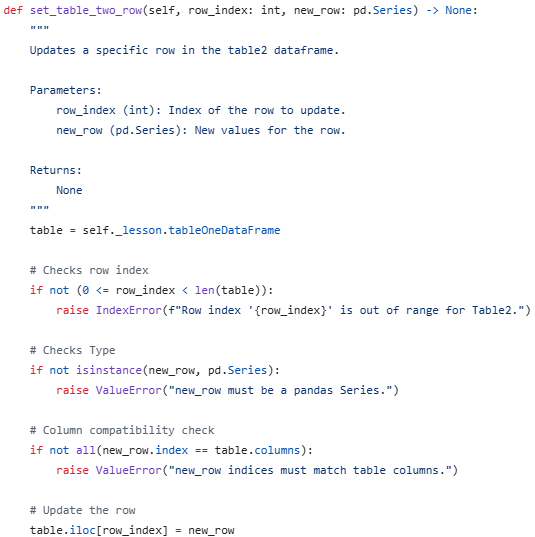 def set_table_two_row(self, row_index: int, new_row: pd.Series) -> None:
    """
    Updates a specific row in the table2 dataframe.

    Parameters:
        row_index (int): Index of the row to update.
        new_row (pd.Series): New values for the row.

    Returns:
        None
    """
    table = self._lesson.tableOneDataFrame

    # Checks row index
    if not (0 <= row_index < len(table)):
        raise IndexError(f"Row index '{row_index}' is out of range for Table2.")

    # Checks Type
    if not isinstance(new_row, pd.Series):
        raise ValueError("new_row must be a pandas Series.")

    # Column compatibility check
    if not all(new_row.index == table.columns):
        raise ValueError("new_row indices must match table columns.")

    # Update the row
    table.iloc[row_index] = new_row